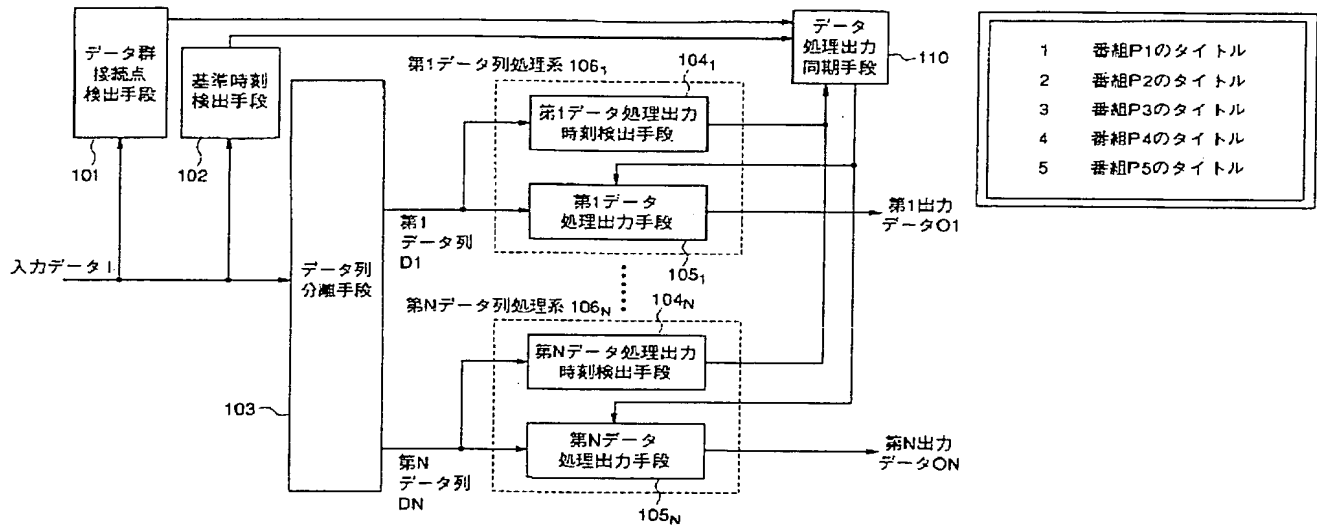 データ群
接続点
検出手段
101
基準時刻
検出手段
102
入力データI
データ列
分離手段
103
第1
データ列
D1
第N
データ列
DN
第1データ列処理系 106₁
104₁
第1データ処理出力
時刻検出手段
第1データ
処理出力手段
105₁
第Nデータ列処理系 106N
104N
第Nデータ処理出力
時刻検出手段
第Nデータ
処理出力手段
105N
データ
処理出力
同期手段
110
第1出力
データO1
第N出力
データON
1 番組P1のタイトル
2 番組P2のタイトル
3 番組P3のタイトル
4 番組P4のタイトル
5 番組P5のタイトル